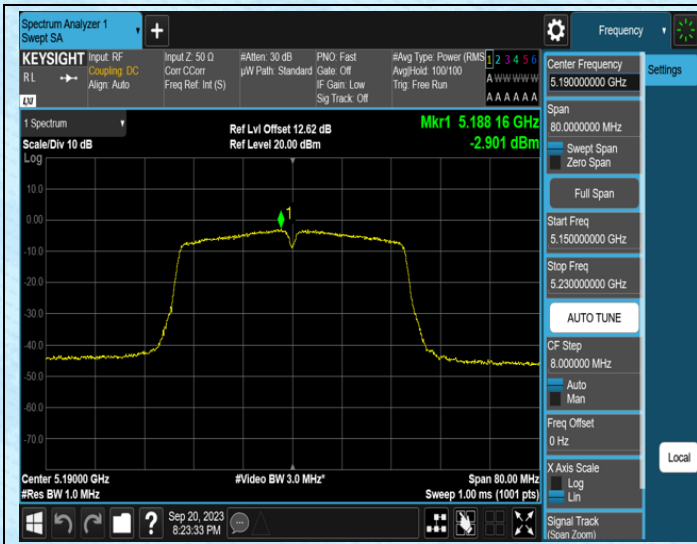 Spectrum Analyzer 1
Swept SA
Frequency
KEYSIGHT
RL
LXI
Input: RF
Coupling: DC
Align: Auto
Input Z: 50 Ω
Corr CCorr
Freq Ref: Int (S)
#Atten: 30 dB
µW Path: Standard
PNO: Fast
Gate: Off
IF Gain: Low
Sig Track: Off
#Avg Type: Power (RMS
Avg|Hold: 100/100
Trig: Free Run
1 2 3 4 5 6
A W W W W W
A A A A A A
1 Spectrum
Scale/Div 10 dB
Log
Ref Lvl Offset 12.62 dB
Ref Level 20.00 dBm
Mkr1 5.188 16 GHz
-2.901 dBm
10.0
0.00
-10.0
-20.0
-30.0
-40.0
-50.0
-60.0
-70.0
1
Center 5.19000 GHz
#Res BW 1.0 MHz
#Video BW 3.0 MHz*
Span 80.00 MHz
Sweep 1.00 ms (1001 pts)
?
Sep 20, 2023
8:23:33 PM
Center Frequency
5.190000000 GHz
Span
80.0000000 MHz
Swept Span
Zero Span
Full Span
Start Freq
5.150000000 GHz
Stop Freq
5.230000000 GHz
AUTO TUNE
CF Step
8.000000 MHz
Auto
Man
Freq Offset
0 Hz
X Axis Scale
Log
Lin
Signal Track
(Span Zoom)
Settings
Local